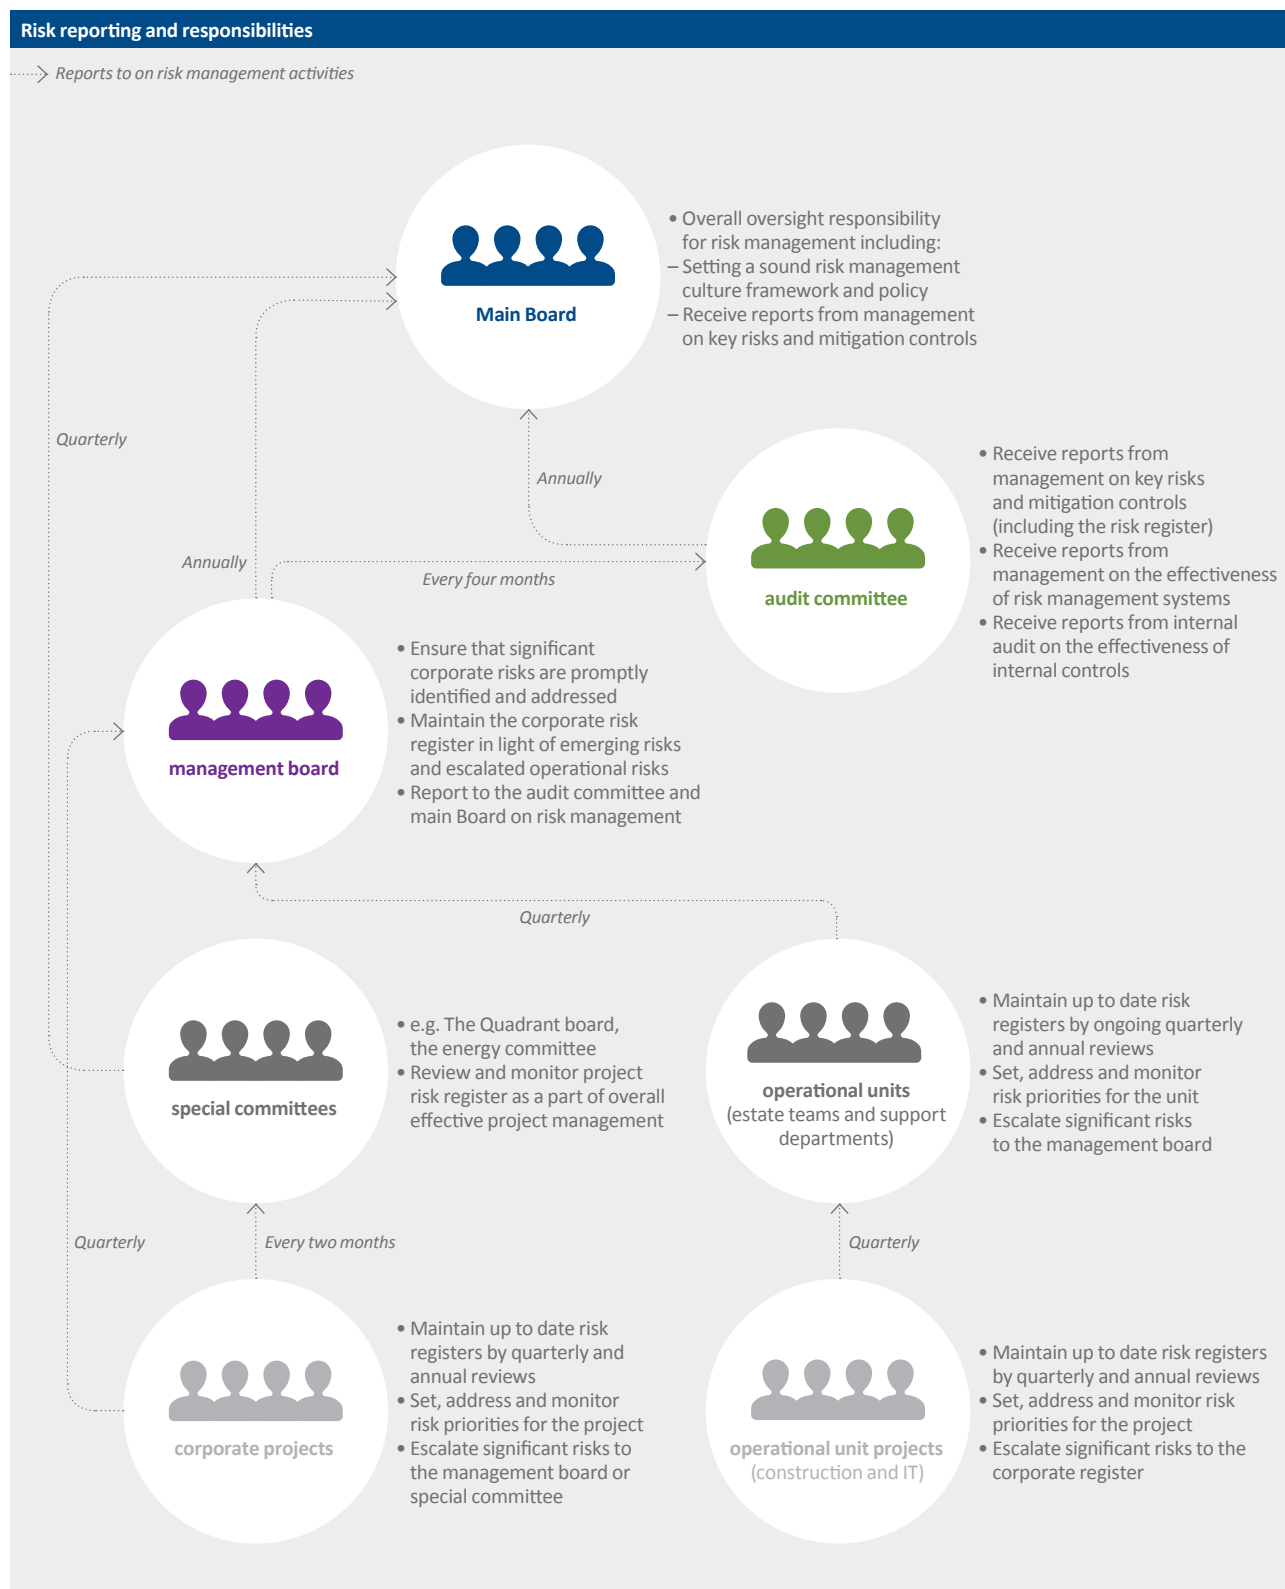 Risk reporting and responsibilities
Reports to on risk management activities
Main Board
• Overall oversight responsibility
for risk management including:
– Setting a sound risk management
culture framework and policy
– Receive reports from management
on key risks and mitigation controls
Quarterly
Annually
Annually
Every four months
audit committee
• Receive reports from
management on key risks
and mitigation controls
(including the risk register)
• Receive reports from
management on the effectiveness
of risk management systems
• Receive reports from internal
audit on the effectiveness of
internal controls
management board
• Ensure that significant
corporate risks are promptly
identified and addressed
• Maintain the corporate risk
register in light of emerging risks
and escalated operational risks
• Report to the audit committee and
main Board on risk management
Quarterly
special committees
• e.g. The Quadrant board,
the energy committee
• Review and monitor project
risk register as a part of overall
effective project management
operational units
(estate teams and support
departments)
• Maintain up to date risk
registers by ongoing quarterly
and annual reviews
• Set, address and monitor
risk priorities for the unit
• Escalate significant risks
to the management board
Quarterly
Every two months
Quarterly
corporate projects
• Maintain up to date risk
registers by quarterly and
annual reviews
• Set, address and monitor
risk priorities for the project
• Escalate significant risks to
the management board or
special committee
operational unit projects
(construction and IT)
• Maintain up to date risk registers
by quarterly and annual reviews
• Set, address and monitor risk
priorities for the project
• Escalate significant risks to the
corporate register